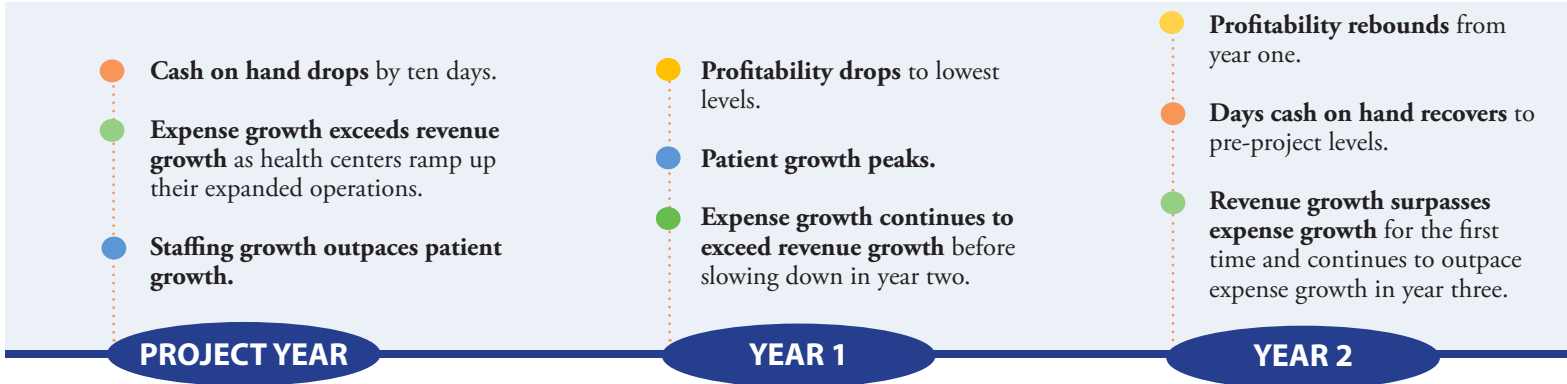 Cash on hand drops by ten days.
Expense growth exceeds revenue
growth as health centers ramp up
their expanded operations.
Staffing growth outpaces patient
growth.
PROJECT YEAR
Profitability drops to lowest
levels.
Patient growth peaks.
Expense growth continues to
exceed revenue growth before
slowing down in year two.
YEAR 1
Profitability rebounds from
year one.
Days cash on hand recovers to
pre-project levels.
Revenue growth surpasses
expense growth for the first
time and continues to outpace
expense growth in year three.
YEAR 2